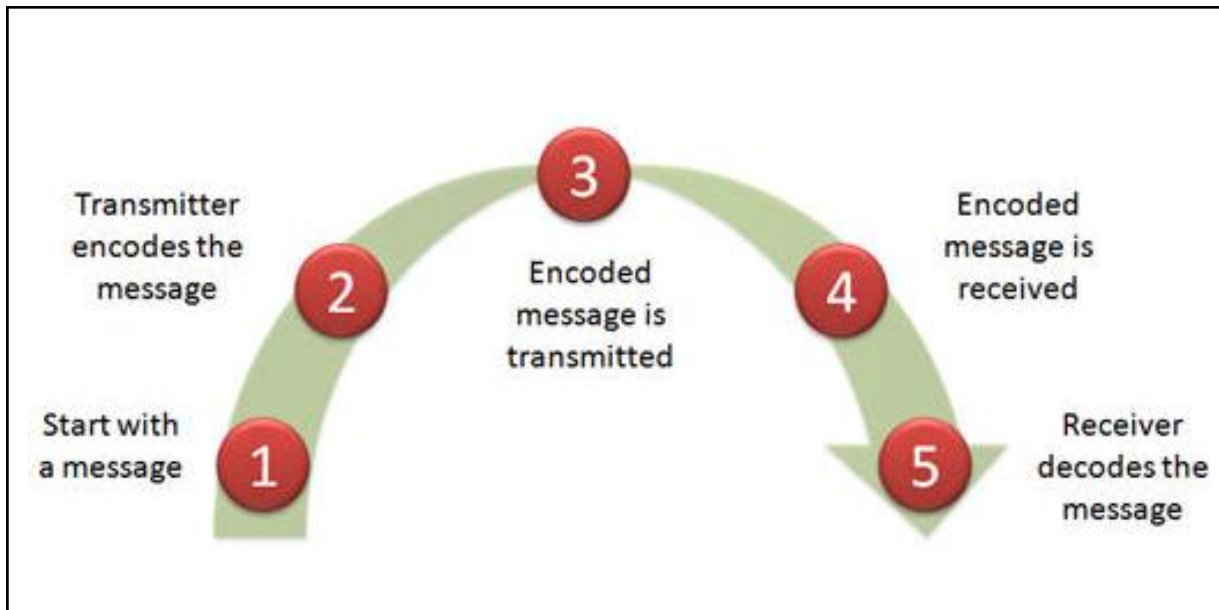 1
Start with
a message
2
Transmitter
encodes the
message
3
Encoded
message is
transmitted
4
Encoded
message is
received
5
Receiver
decodes the
message